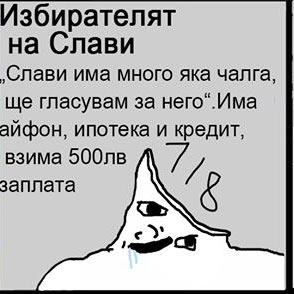 Избирателят
на Слави
„Слави има много яка чалга,
ще гласувам за него“.Има
айфон, ипотека и кредит,
взима 500лв
заплата
7/8